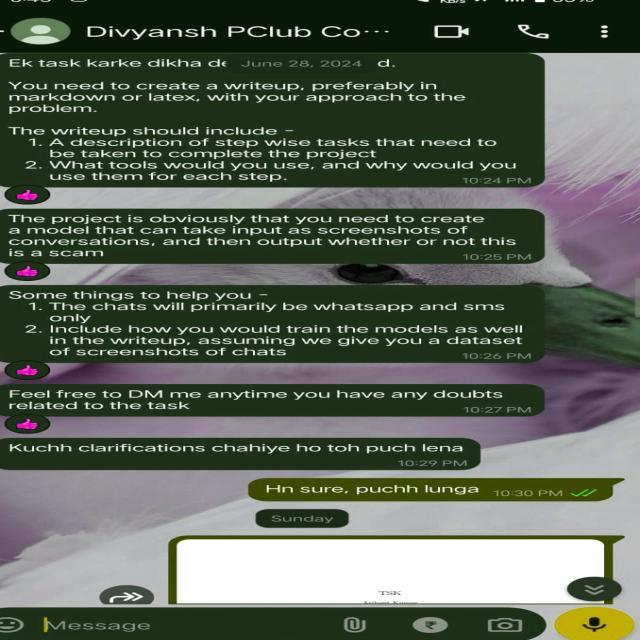 Divyansh PClub Co...
Ek task karke dikha de
June 28, 2024
d.
You need to create a writeup, preferably in
markdown or latex, with your approach to the
problem.
The writeup should include -
1. A description of step wise tasks that need to
be taken to complete the project
2. What tools would you use, and why would you
use them for each step.
10:24 PM
The project is obviously that you need to create
a model that can take input as screenshots of
conversations, and then output whether or not this
is a scam
10:25 PM
Some things to help you -
1. The chats will primarily be whatsapp and sms
only
2. Include how you would train the models as well
in the writeup, assuming we give you a dataset
of screenshots of chats
10:26 PM
Feel free to DM me anytime you have any doubts
related to the task
10:27 PM
Kuchh clarifications chahiye ho toh puch lena
10:29 PM
Hn sure, puchh lunga 10:30 PM
Sunday
TSK
Message